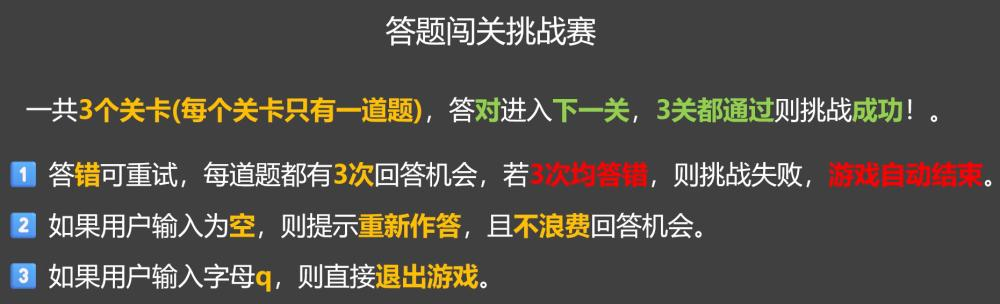 答题闯关挑战赛
一共3个关卡(每个关卡只有一道题)，答对进入下一关，3关都通过则挑战成功！。
1 答错可重试，每道题都有3次回答机会，若3次均答错，则挑战失败，游戏自动结束。
2 如果用户输入为空，则提示重新作答，且不浪费回答机会。
3 如果用户输入字母q，则直接退出游戏。